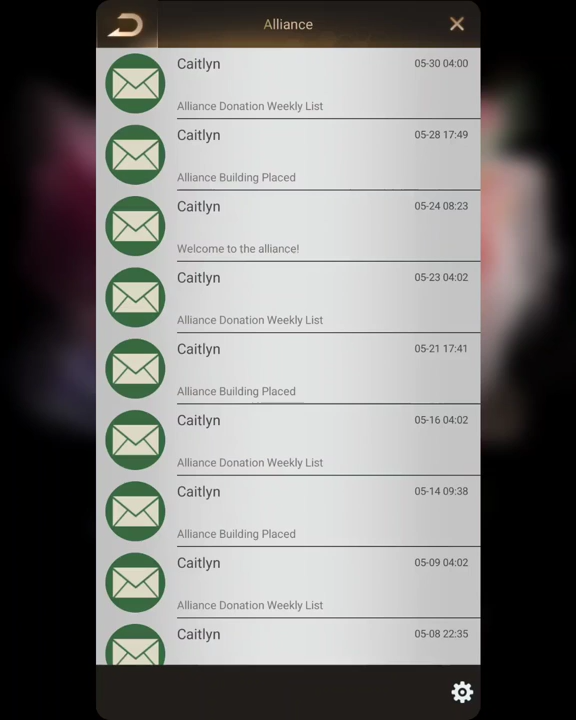 Alliance
Caitlyn 05-30 04:00
Alliance Donation Weekly List
Caitlyn 05-28 17:49
Alliance Building Placed
Caitlyn 05-24 08:23
Welcome to the alliance!
Caitlyn 05-23 04:02
Alliance Donation Weekly List
Caitlyn 05-21 17:41
Alliance Building Placed
Caitlyn 05-16 04:02
Alliance Donation Weekly List
Caitlyn 05-14 09:38
Alliance Building Placed
Caitlyn 05-09 04:02
Alliance Donation Weekly List
Caitlyn 05-08 22:35